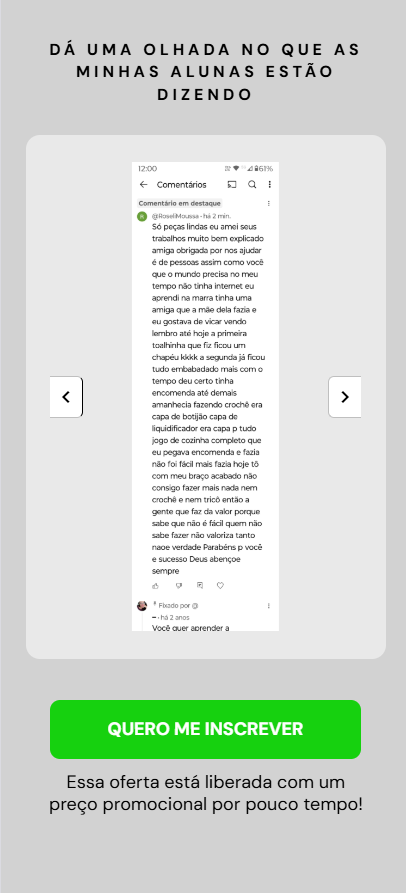 DÁ UMA OLHADA NO QUE AS
MINHAS ALUNAS ESTÃO
DIZENDO
12:00
61%
Comentários
Comentário em destaque
R
@RoseliMoussa · há 2 min.
Só peças lindas eu amei seus
trabalhos muito bem explicado
amiga obrigada por nos ajudar
é de pessoas assim como você
que o mundo precisa no meu
tempo não tinha internet eu
aprendi na marra tinha uma
amiga que a mãe dela fazia e
eu gostava de vicar vendo
lembro até hoje a primeira
toalhinha que fiz ficou um
chapéu kkkk a segunda já ficou
tudo embabadado mais com o
tempo deu certo tinha
encomenda até demais
amanhecia fazendo crochê era
capa de botijão capa de
liquidificador era capa p tudo
jogo de cozinha completo que
eu pegava encomenda e fazia
não foi fácil mais fazia hoje tô
com meu braço acabado não
consigo fazer mais nada nem
crochê e nem tricô então a
gente que faz da valor porque
sabe que não é fácil quem não
sabe fazer não valoriza tanto
naoe verdade Parabéns p você
e sucesso Deus abençoe
sempre
Fixado por @
· há 2 anos
Você quer aprender a
QUERO ME INSCREVER
Essa oferta está liberada com um
preço promocional por pouco tempo!